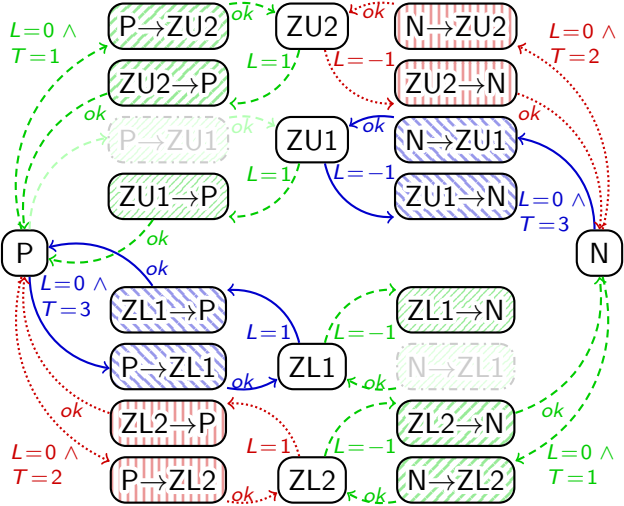 L=0 ∧
T=1
P→ZU2
ok
ZU2
ok
N→ZU2
L=0 ∧
T=2
ZU2→P
ok
L=1
L=−1
ZU2→N
ok
P→ZU1
ok
ZU1
ok
N→ZU1
ZU1→P
ok
L=1
L=−1
ZU1→N
L=0 ∧
T=3
P
N
L=0 ∧
T=3
ok
ZL1→P
L=1
L=−1
ZL1→N
P→ZL1
ok
ZL1
ok
N→ZL1
ok
ZL2→P
L=1
L=−1
ZL2→N
ok
L=0 ∧
T=2
P→ZL2
ok
ZL2
ok
N→ZL2
L=0 ∧
T=1